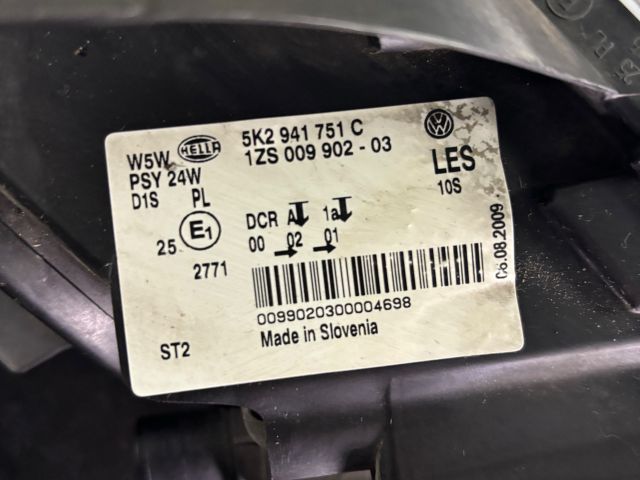 W5W HELLA 5K2 941 751 C
PSY 24W 1ZS 009 902 - 03
D1S PL
LES
10S
DCR A 1a
25 E1 00 02 01
2771
0099020300004698
ST2 Made in Slovenia
08.2009